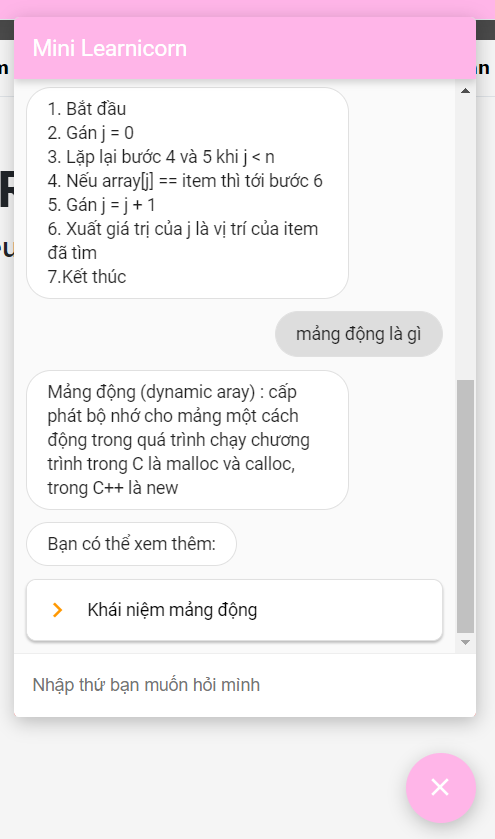 Mini Learnicorn
1. Bắt đầu
2. Gán j = 0
3. Lặp lại bước 4 và 5 khi j < n
4. Nếu array[j] == item thì tới bước 6
5. Gán j = j + 1
6. Xuất giá trị của j là vị trí của item
đã tìm
7.Kết thúc
mảng động là gì
Mảng động (dynamic aray) : cấp
phát bộ nhớ cho mảng một cách
động trong quá trình chạy chương
trình trong C là malloc và calloc,
trong C++ là new
Bạn có thể xem thêm:
Khái niệm mảng động
Nhập thứ bạn muốn hỏi mình